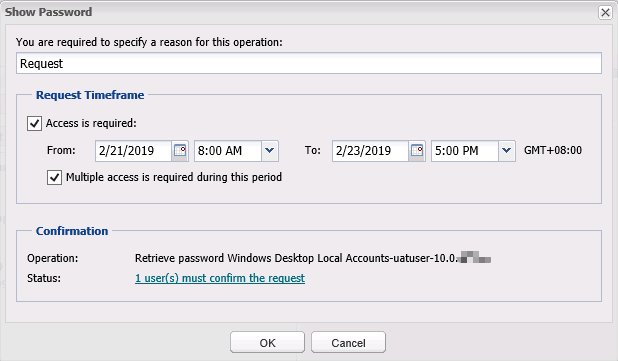 Show Password
You are required to specify a reason for this operation:
Request
Request Timeframe
Access is required:
From: 2/21/2019 8:00 AM To: 2/23/2019 5:00 PM GMT+08:00
Multiple access is required during this period
Confirmation
Operation: Retrieve password Windows Desktop Local Accounts-uatuser-10.0.
Status: 1 user(s) must confirm the request
OK Cancel